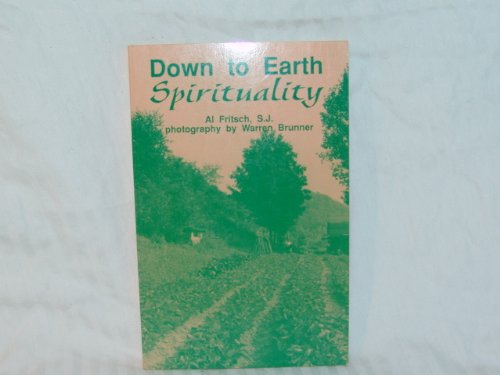 Down to Earth
Spirituality
Al Fritsch, S.J.
photography by Warren Brunner